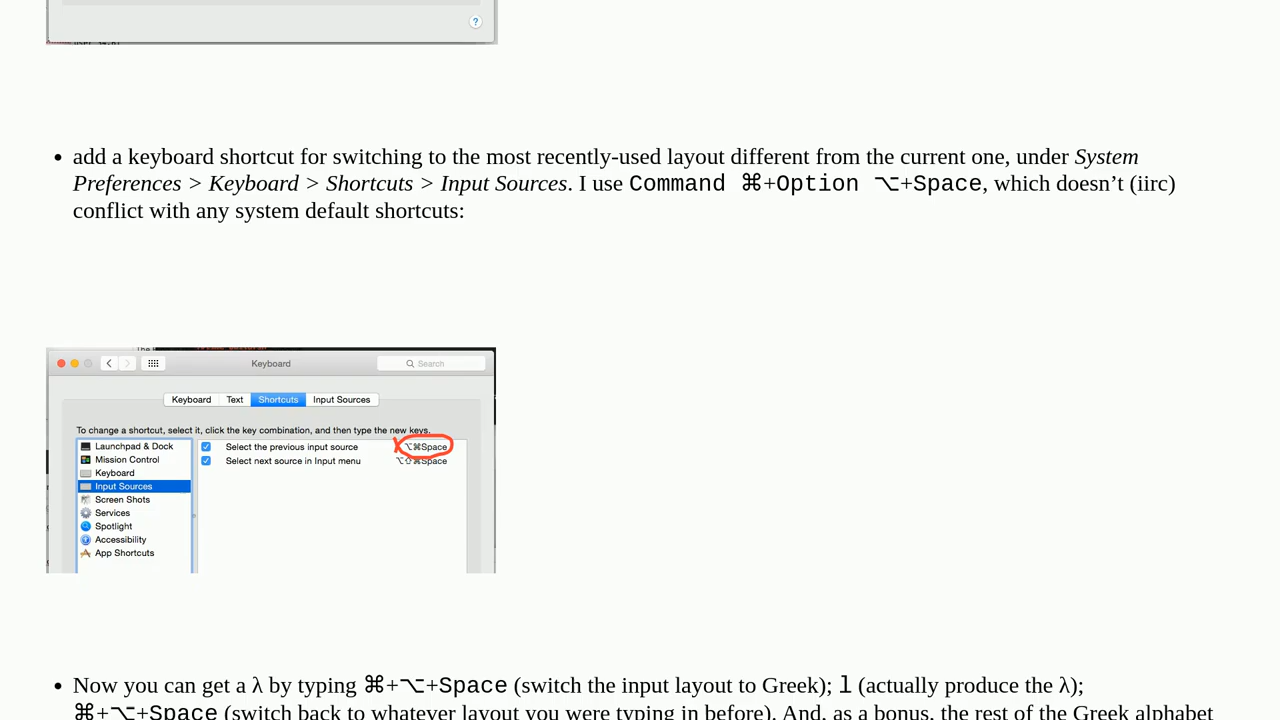 ?
• add a keyboard shortcut for switching to the most recently-used layout different from the current one, under System
Preferences > Keyboard > Shortcuts > Input Sources. I use Command ⌘+Option ⌥+Space, which doesn’t (iirc)
conflict with any system default shortcuts:
Keyboard
Search
Keyboard Text Shortcuts Input Sources
To change a shortcut, select it, click the key combination, and then type the new keys.
Launchpad & Dock
Mission Control
Keyboard
Input Sources
Screen Shots
Services
Spotlight
Accessibility
App Shortcuts
Select the previous input source ⌥⌘Space
Select next source in Input menu ⌥⇧⌘Space
• Now you can get a λ by typing ⌘+⌥+Space (switch the input layout to Greek); l (actually produce the λ);
⌘+⌥+Space (switch back to whatever layout you were typing in before). And, as a bonus, the rest of the Greek alphabet